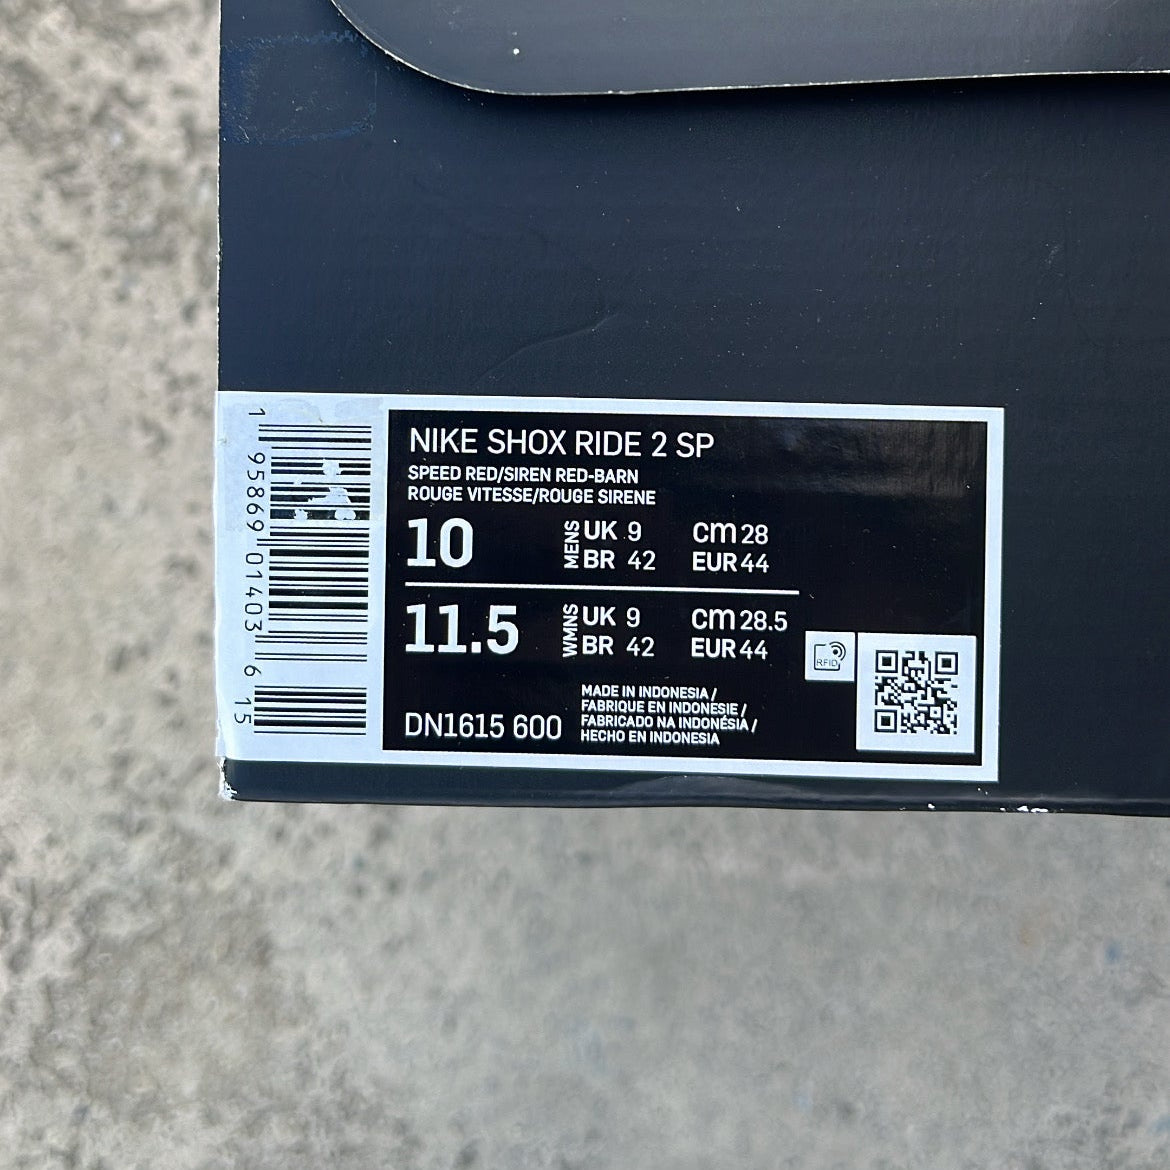 1 95869 01403 6 15
NIKE SHOX RIDE 2 SP
SPEED RED/SIREN RED-BARN
ROUGE VITESSE/ROUGE SIRENE
10 MENS UK 9 cm 28
BR 42 EUR 44
11.5 WMNS UK 9 cm 28.5
BR 42 EUR 44
RFID
MADE IN INDONESIA /
FABRIQUE EN INDONESIE /
FABRICADO NA INDONÉSIA /
HECHO EN INDONESIA
DN1615 600